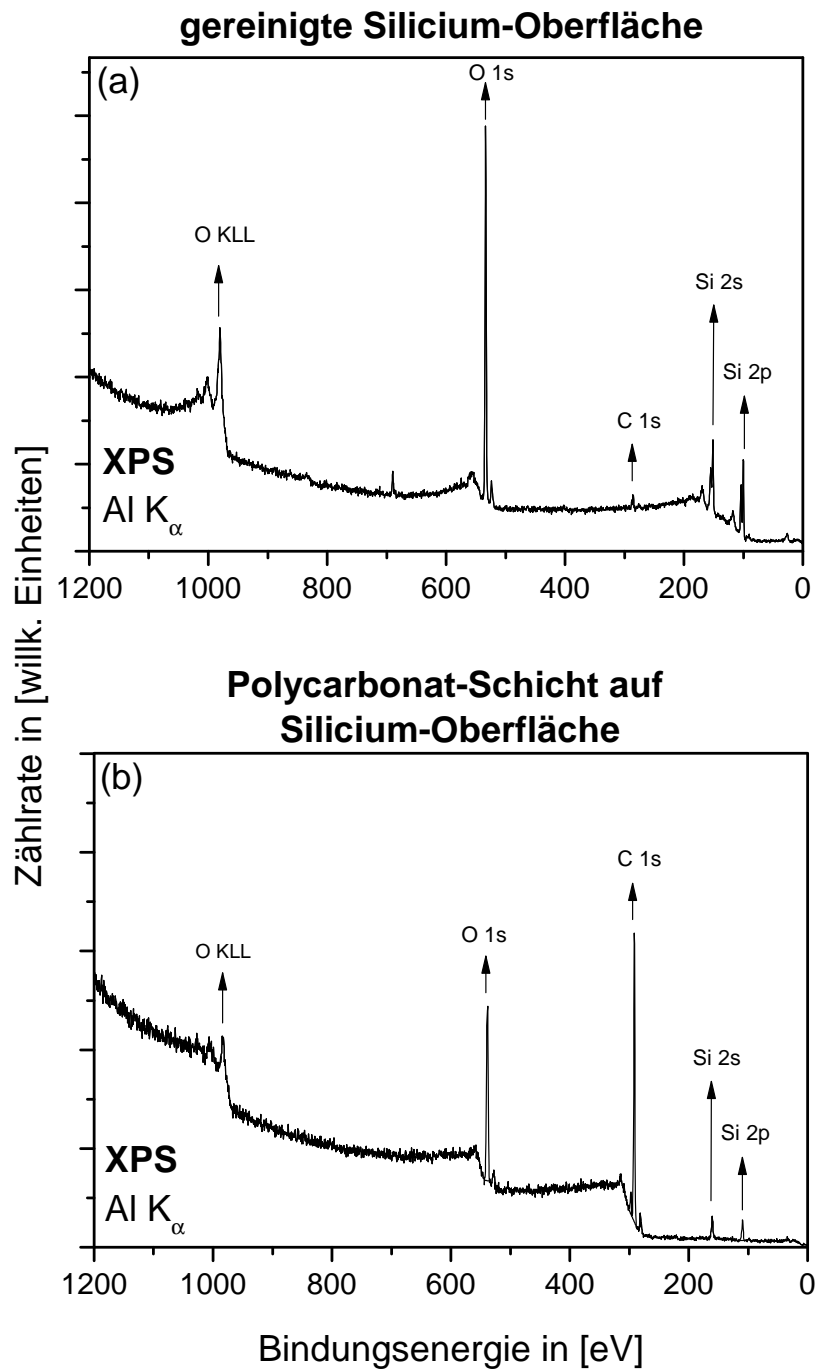 gereinigte Silicium-Oberfläche
(a)
O 1s
O KLL
Si 2s
Si 2p
C 1s
XPS
Al Kα
1200 1000 800 600 400 200 0
Polycarbonat-Schicht auf
Silicium-Oberfläche
(b)
C 1s
O 1s
O KLL
Si 2s
Si 2p
XPS
Al Kα
1200 1000 800 600 400 200 0
Zählrate in [willk. Einheiten]
Bindungsenergie in [eV]